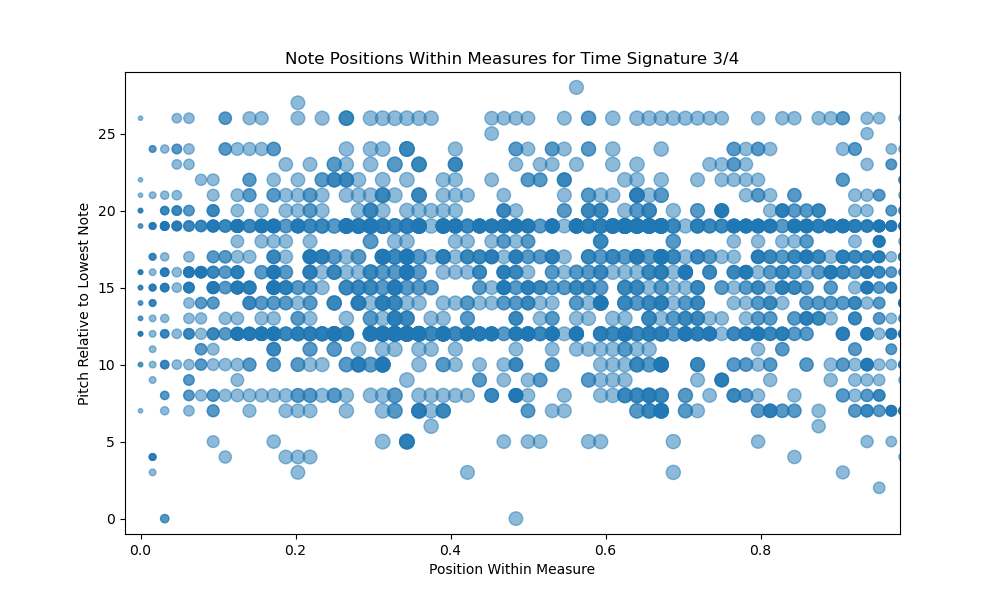 Note Positions Within Measures for Time Signature 3/4
Pitch Relative to Lowest Note
25
20
15
10
5
0
0.0 0.2 0.4 0.6 0.8
Position Within Measure